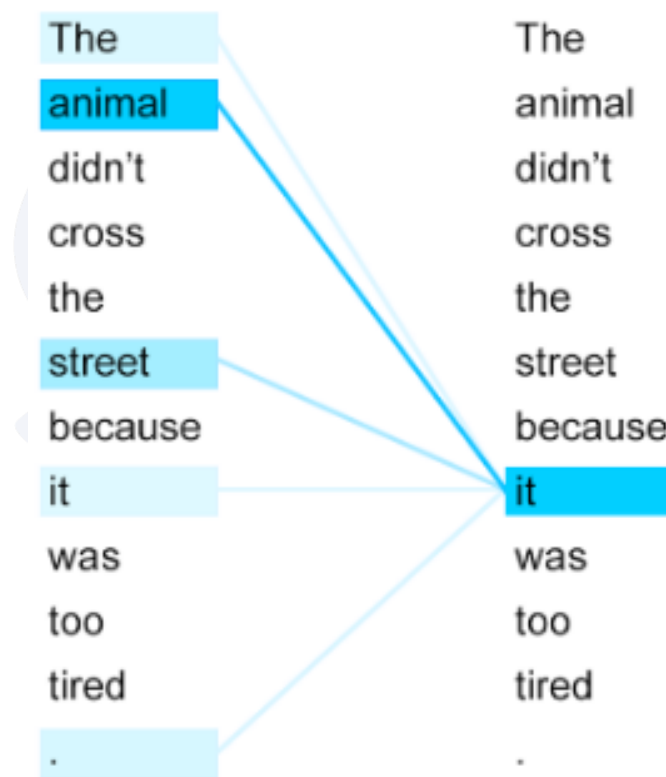 The The
animal animal
didn't didn't
cross cross
the the
street street
because because
it it
was was
too too
tired tired
. .